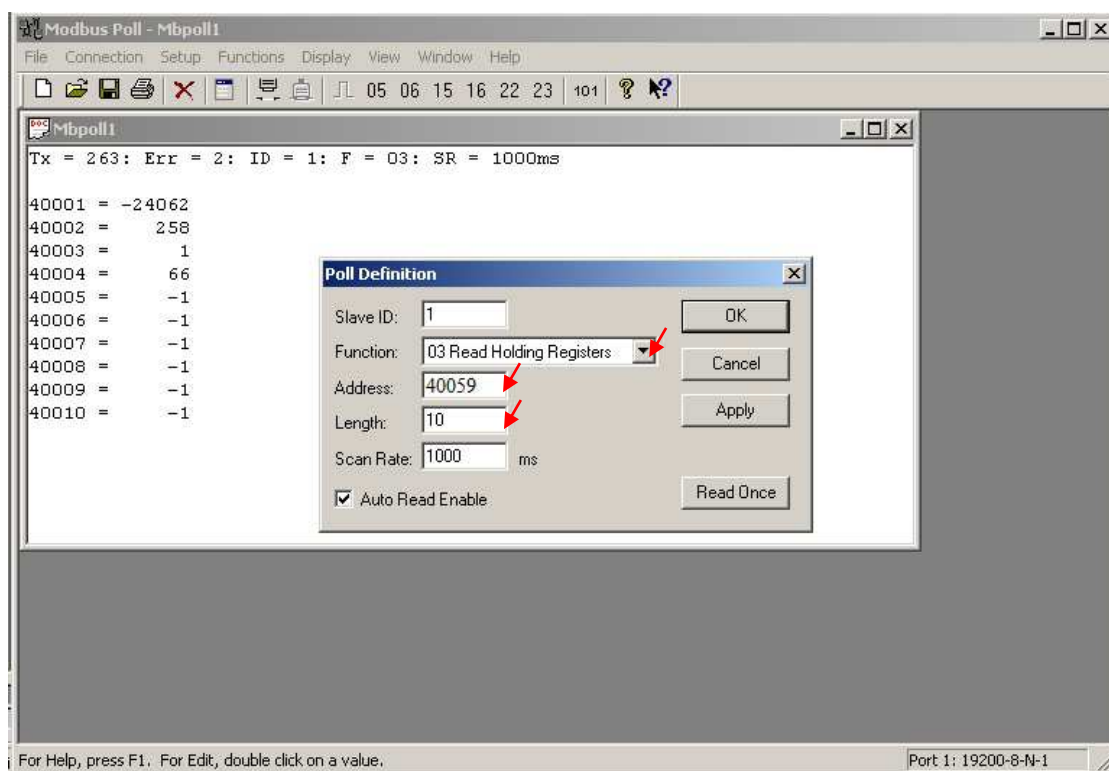 Modbus Poll - Mbpoll1
File Connection Setup Functions Display View Window Help
05 06 15 16 22 23 101
Mbpoll1
Tx = 263: Err = 2: ID = 1: F = 03: SR = 1000ms
40001 = -24062
40002 = 258
40003 = 1
40004 = 66
40005 = -1
40006 = -1
40007 = -1
40008 = -1
40009 = -1
40010 = -1
Poll Definition
Slave ID: 1 OK
Function: 03 Read Holding Registers Cancel
Address: 40059
Length: 10 Apply
Scan Rate: 1000 ms
Auto Read Enable Read Once
For Help, press F1. For Edit, double click on a value. Port 1: 19200-8-N-1